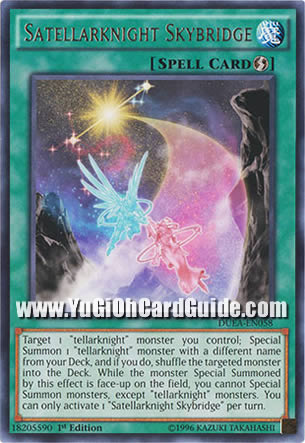 SATELLARKNIGHT SKYBRIDGE
[SPELL CARD]
www.YuGiOhCardGuide.com
DUEA-EN058
Target 1 "tellarknight" monster you control; Special
Summon 1 "tellarknight" monster with a different name
from your Deck, and if you do, shuffle the targeted monster
into the Deck. While the monster Special Summoned
by this effect is face-up on the field, you cannot Special
Summon monsters, except "tellarknight" monsters. You
can only activate 1 "Satellarknight Skybridge" per turn.
18205590 1st Edition ©1996 KAZUKI TAKAHASHI